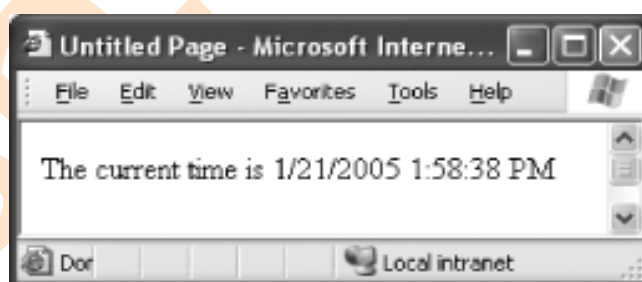 Untitled Page - Microsoft Interne...
File Edit View Favorites Tools Help
The current time is 1/21/2005 1:58:38 PM
Dor Local intranet